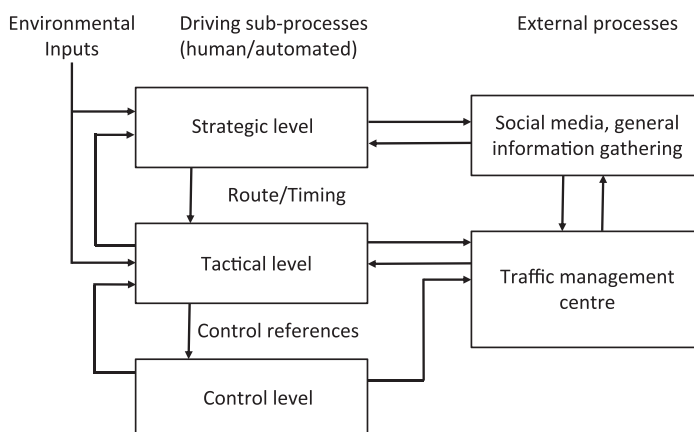 Environmental
Inputs
Driving sub-processes
(human/automated)
External processes
Strategic level
Social media, general
information gathering
Route/Timing
Tactical level
Traffic management
centre
Control references
Control level